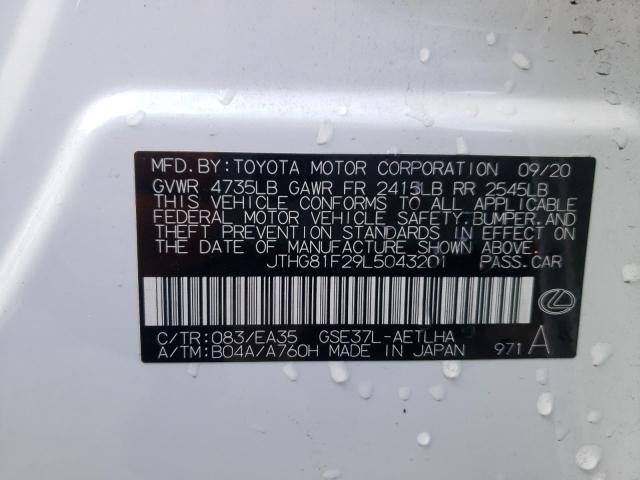 MFD. BY: TOYOTA MOTOR CORPORATION 09/20
GVWR 4735LB GAWR FR 2415LB RR 2545LB
THIS VEHICLE CONFORMS TO ALL APPLICABLE
FEDERAL MOTOR VEHICLE SAFETY, BUMPER, AND
THEFT PREVENTION STANDARDS IN EFFECT ON
THE DATE OF MANUFACTURE SHOWN ABOVE.
JTHG81F29L5043201 PASS. CAR
C/TR: 083/EA35 GSE37L-AETLHA
A/TM: B04A/A760H MADE IN JAPAN 971 A